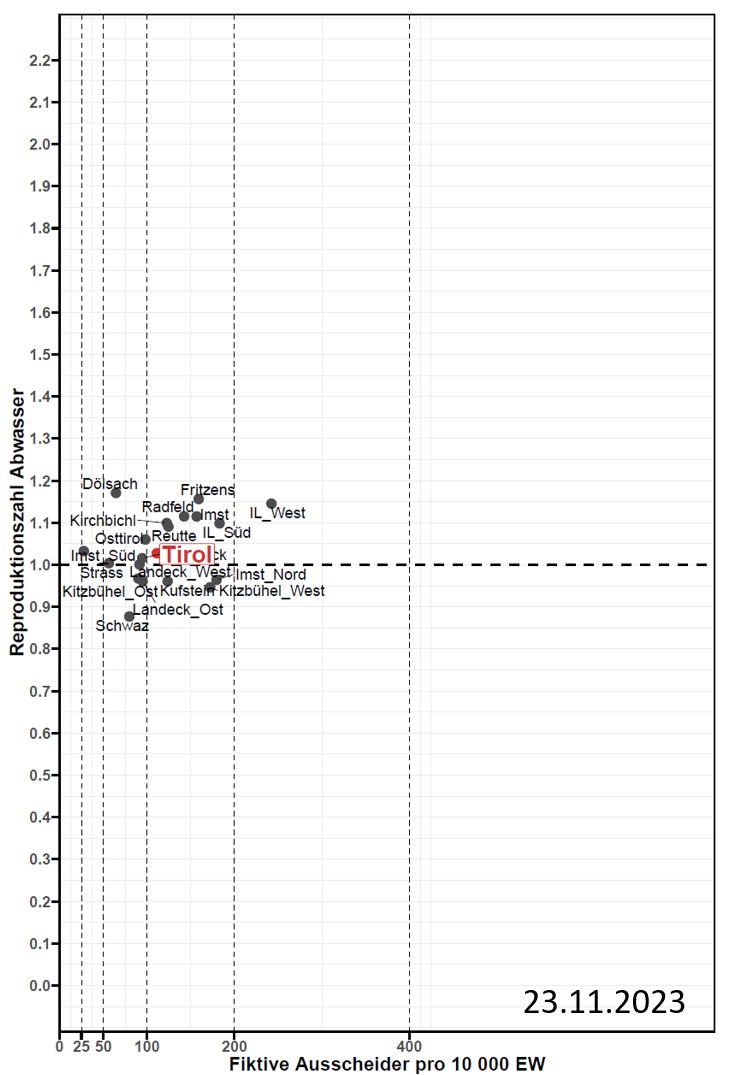 2.2
2.1
2.0
1.9
1.8
1.7
1.6
1.5
1.4
1.3
1.2
1.1
1.0
0.9
0.8
0.7
0.6
0.5
0.4
0.3
0.2
0.1
0.0
Reproduktionszahl Abwasser
Dölsach
Fritzens
Radfeld
IL_West
Kirchbichl
Imst
Osttirol
Reutte
IL_Süd
Imst_Süd
Tirol
ck
Strass
Landeck_West
Imst_Nord
Kitzbühel_Ost
Kufstein
Kitzbühel_West
Landeck_Ost
Schwaz
23.11.2023
0 25 50 100 200 400
Fiktive Ausscheider pro 10 000 EW